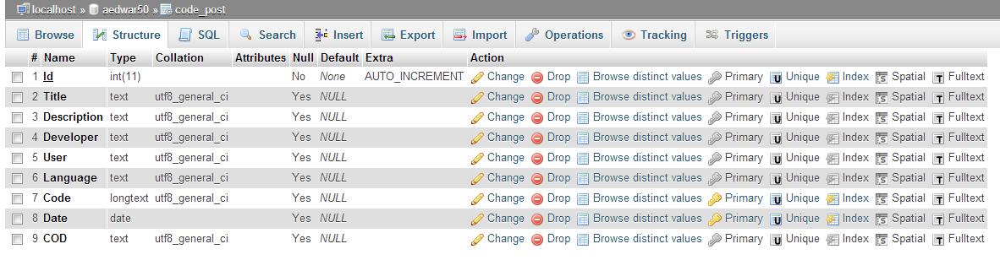 localhost » aedwar50 » code_post
Browse Structure SQL Search Insert Export Import Operations Tracking Triggers
# Name Type Collation Attributes Null Default Extra Action
1 Id int(11) No None AUTO_INCREMENT Change Drop Browse distinct values Primary Unique Index Spatial Fulltext
2 Title text utf8_general_ci Yes NULL Change Drop Browse distinct values Primary Unique Index Spatial Fulltext
3 Description text utf8_general_ci Yes NULL Change Drop Browse distinct values Primary Unique Index Spatial Fulltext
4 Developer text utf8_general_ci Yes NULL Change Drop Browse distinct values Primary Unique Index Spatial Fulltext
5 User text utf8_general_ci Yes NULL Change Drop Browse distinct values Primary Unique Index Spatial Fulltext
6 Language text utf8_general_ci Yes NULL Change Drop Browse distinct values Primary Unique Index Spatial Fulltext
7 Code longtext utf8_general_ci Yes NULL Change Drop Browse distinct values Primary Unique Index Spatial Fulltext
8 Date date Yes NULL Change Drop Browse distinct values Primary Unique Index Spatial Fulltext
9 COD text utf8_general_ci Yes NULL Change Drop Browse distinct values Primary Unique Index Spatial Fulltext